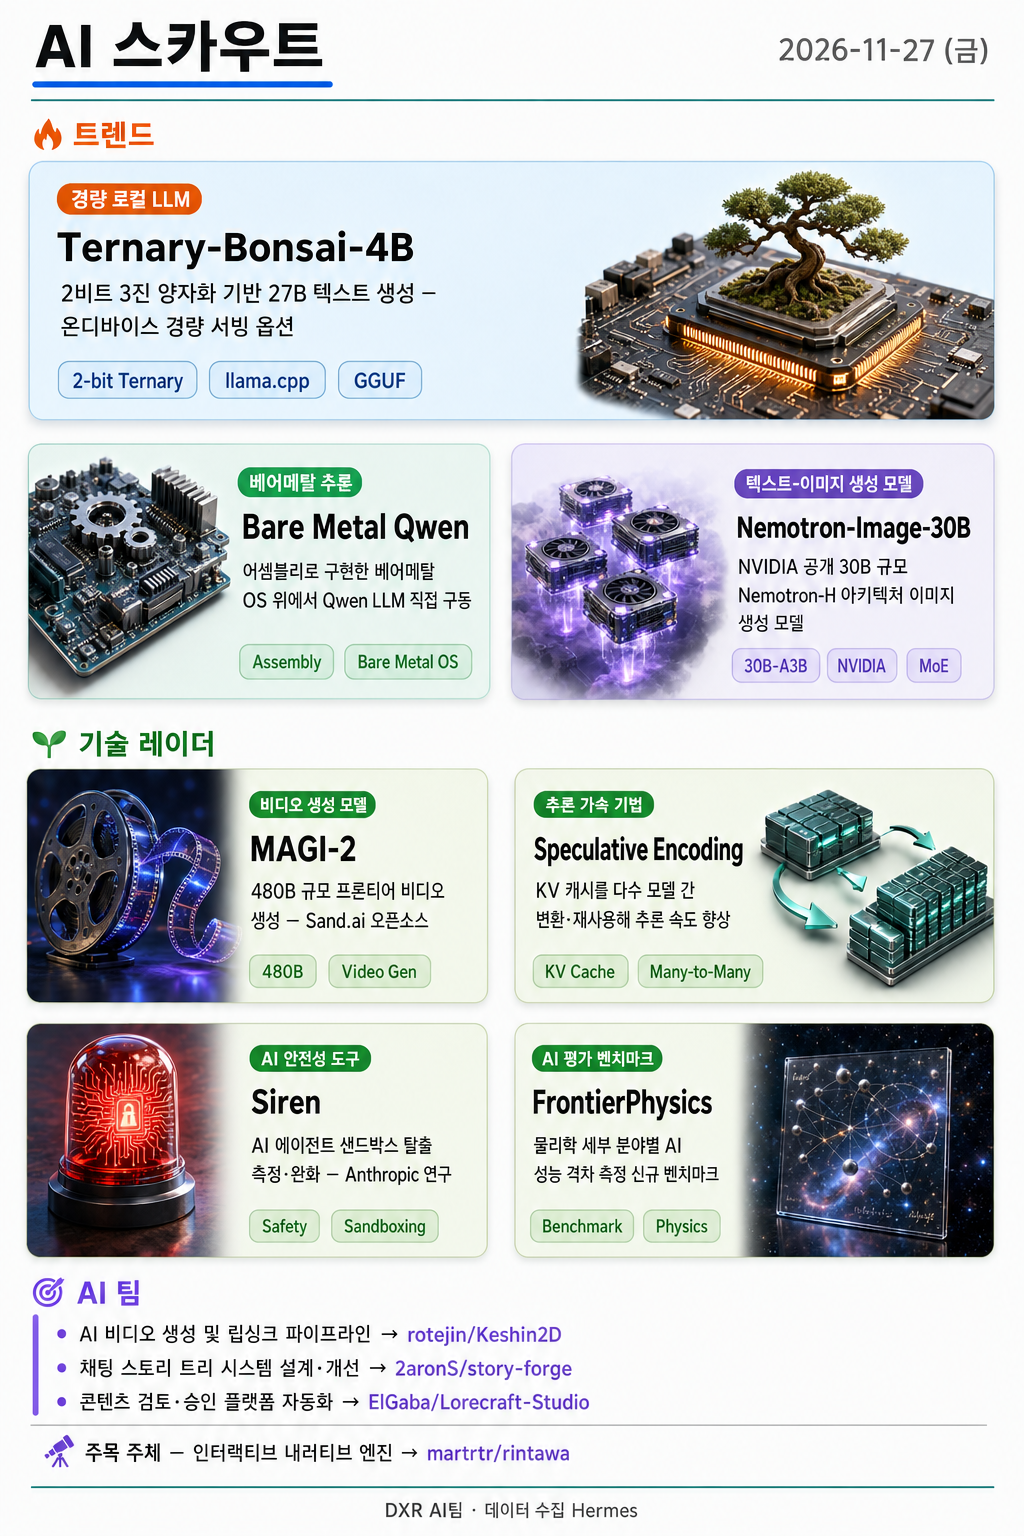 AI 스카우트
2026-11-27 (금)
트렌드
경량 로컬 LLM
Ternary-Bonsai-4B
2비트 3진 양자화 기반 27B 텍스트 생성 –
온디바이스 경량 서빙 옵션
2-bit Ternary
llama.cpp
GGUF
베어메탈 추론
Bare Metal Qwen
어셈블리로 구현한 베어메탈
OS 위에서 Qwen LLM 직접 구동
Assembly
Bare Metal OS
텍스트-이미지 생성 모델
Nemotron-Image-30B
NVIDIA 공개 30B 규모
Nemotron-H 아키텍처 이미지
생성 모델
30B-A3B
NVIDIA
MoE
기술 레이더
비디오 생성 모델
MAGI-2
480B 규모 프론티어 비디오
생성 – Sand.ai 오픈소스
480B
Video Gen
추론 가속 기법
Speculative Encoding
KV 캐시를 다수 모델 간
변환·재사용해 추론 속도 향상
KV Cache
Many-to-Many
AI 안전성 도구
Siren
AI 에이전트 샌드박스 탈출
측정·완화 – Anthropic 연구
Safety
Sandboxing
AI 평가 벤치마크
FrontierPhysics
물리학 세부 분야별 AI
성능 격차 측정 신규 벤치마크
Benchmark
Physics
AI 팀
• AI 비디오 생성 및 립싱크 파이프라인 → rotejin/Keshin2D
• 채팅 스토리 트리 시스템 설계·개선 → 2aronS/story-forge
• 콘텐츠 검토·승인 플랫폼 자동화 → ElGaba/Lorecraft-Studio
주목 주체 – 인터랙티브 내러티브 엔진 → martrtr/rintawa
DXR AI팀 · 데이터 수집 Hermes